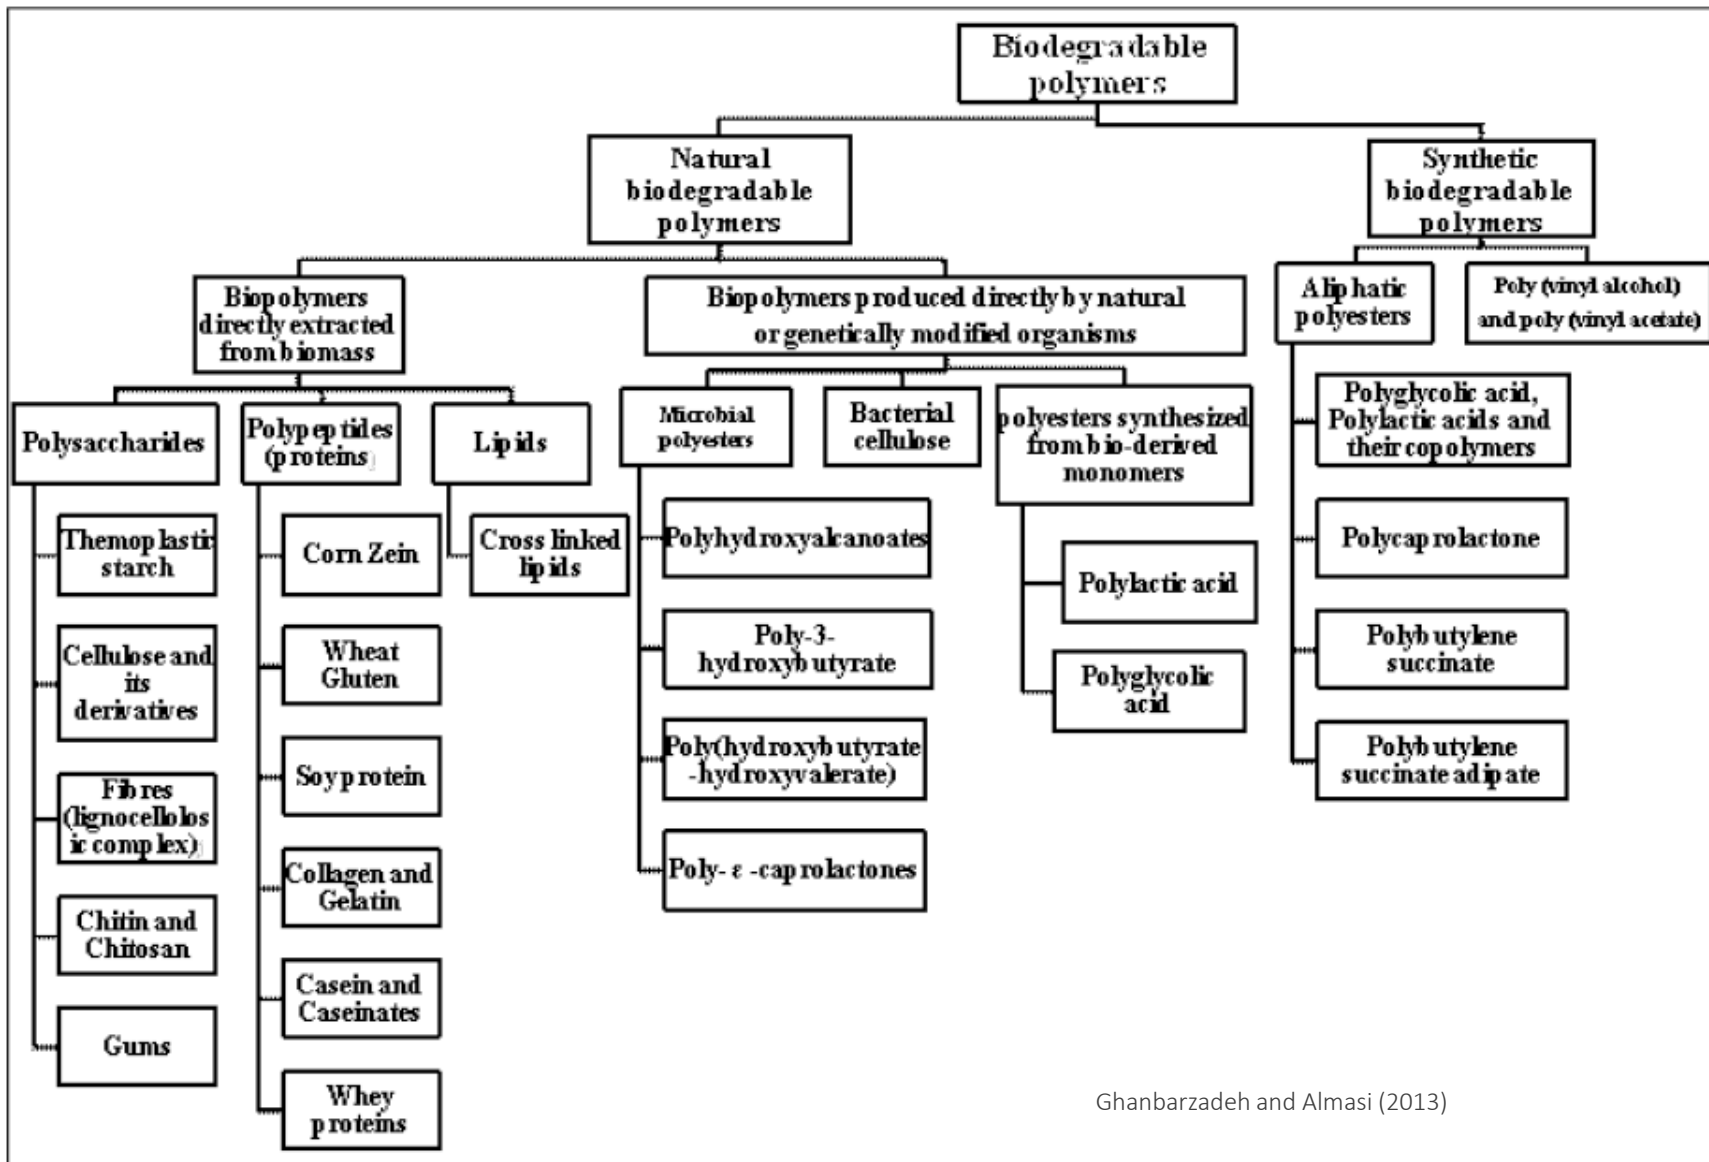 Biodegradable
polymers
Natural
biodegradable
polymers
Synthetic
biodegradable
polymers
Biopolymers
directly extracted
from biomass
Biopolymers produced directly by natural
or genetically modified organisms
Aliphatic
polyesters
Poly (vinyl alcohol)
and poly (vinyl acetate)
Polysaccharides
Polypeptides
(proteins)
Lipids
Microbial
polyesters
Bacterial
cellulose
polyesters synthesized
from bio-derived
monomers
Themoplastic
starch
Cellulose and
its
derivatives
Fibres
(lignocellolos
ic complex)
Chitin and
Chitosan
Gums
Corn Zein
Wheat
Gluten
Soy protein
Collagen and
Gelatin
Casein and
Caseinates
Whey
proteins
Cross linked
lipids
Polyhydroxyalcanoates
Poly-3-
hydroxybutyrate
Poly(hydroxybutyrate
-hydroxyvalerate)
Poly- ε -caprolactones
Polylactic acid
Polyglycolic
acid
Polyglycolic acid,
Polylactic acids and
their copolymers
Polycaprolactone
Polybutylene
succinate
Polybutylene
succinate adipate
Ghanbarzadeh and Almasi (2013)